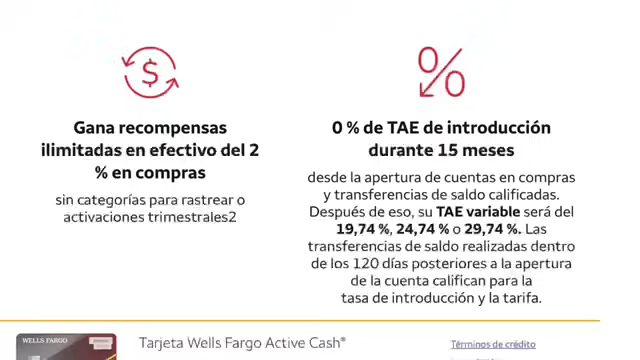 Gana recompensas
ilimitadas en efectivo del 2
% en compras
sin categorías para rastrear o
activaciones trimestrales2
0 % de TAE de introducción
durante 15 meses
desde la apertura de cuentas en compras
y transferencias de saldo calificadas.
Después de eso, su TAE variable será del
19,74 %, 24,74 % o 29,74 %. Las
transferencias de saldo realizadas dentro
de los 120 días posteriores a la apertura
de la cuenta califican para la
tasa de introducción y la tarifa.
WELLS FARGO
Tarjeta Wells Fargo Active Cash®
Términos de crédito